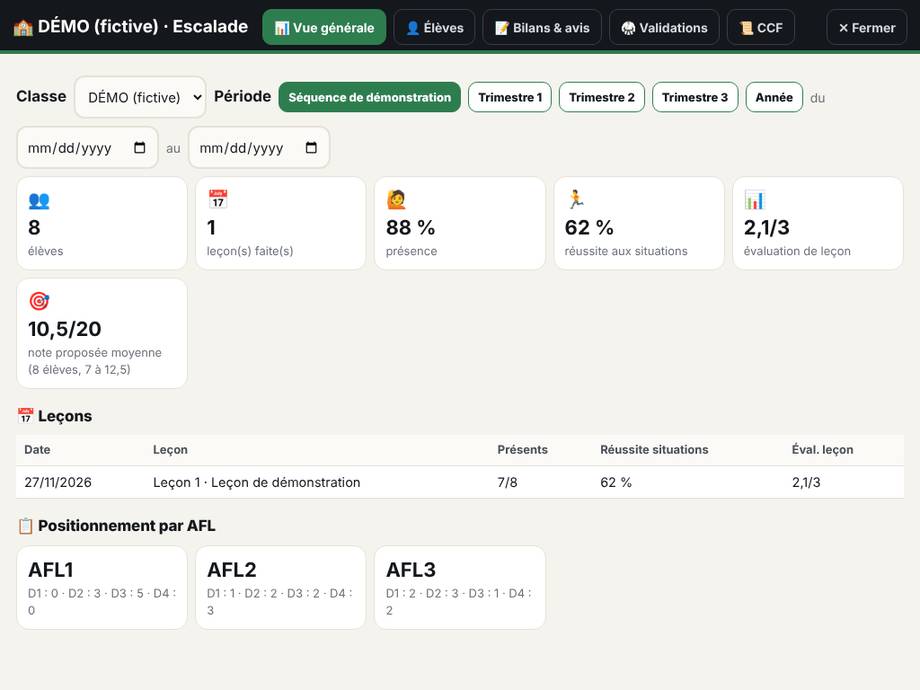 DÉMO (fictive) · Escalade
Vue générale
Élèves
Bilans & avis
Validations
CCF
× Fermer
Classe
DÉMO (fictive)
Période
Séquence de démonstration
Trimestre 1
Trimestre 2
Trimestre 3
Année
du
mm/dd/yyyy
au
mm/dd/yyyy
8
élèves
1
leçon(s) faite(s)
88 %
présence
62 %
réussite aux situations
2,1/3
évaluation de leçon
10,5/20
note proposée moyenne
(8 élèves, 7 à 12,5)
Leçons
Date Leçon Présents Réussite situations Éval. leçon
27/11/2026 Leçon 1 · Leçon de démonstration 7/8 62 % 2,1/3
Positionnement par AFL
AFL1
D1 : 0 · D2 : 3 · D3 : 5 · D4 :
0
AFL2
D1 : 1 · D2 : 2 · D3 : 2 · D4 :
3
AFL3
D1 : 2 · D2 : 3 · D3 : 1 · D4 :
2